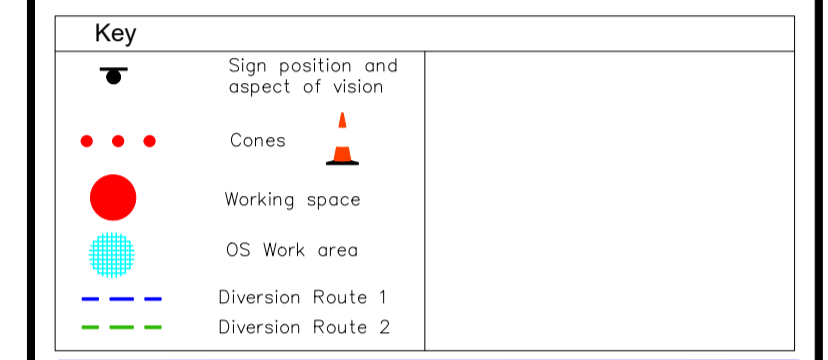 Key
Sign position and
aspect of vision
Cones
Working space
OS Work area
Diversion Route 1
Diversion Route 2